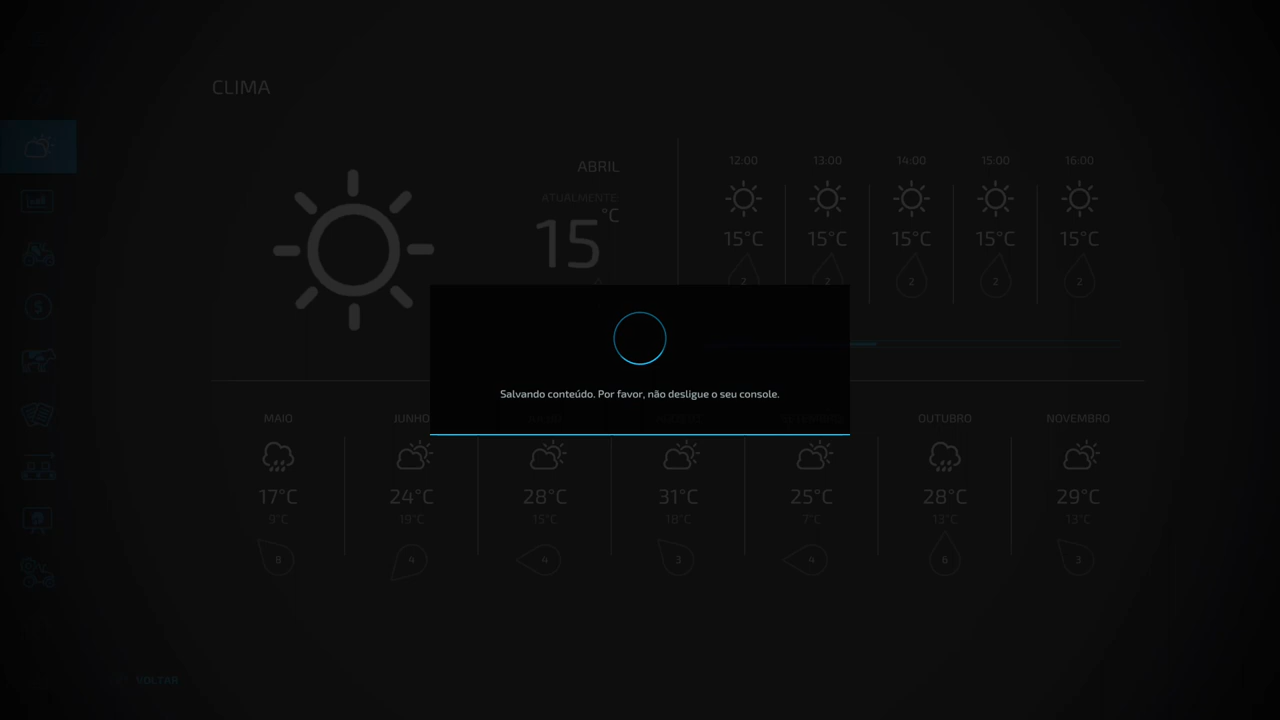 CLIMA
ABRIL
ATUALMENTE
15 °C
12:00 13:00 14:00 15:00 16:00
15°C 15°C 15°C 15°C 15°C
2 2 2 2 2
Salvando conteúdo. Por favor, não desligue o seu console.
MAIO JUNHO JULHO AGOSTO SETEMBRO OUTUBRO NOVEMBRO
17°C 24°C 28°C 31°C 25°C 28°C 29°C
9°C 19°C 15°C 18°C 7°C 13°C 13°C
8 4 4 3 4 6 3
VOLTAR